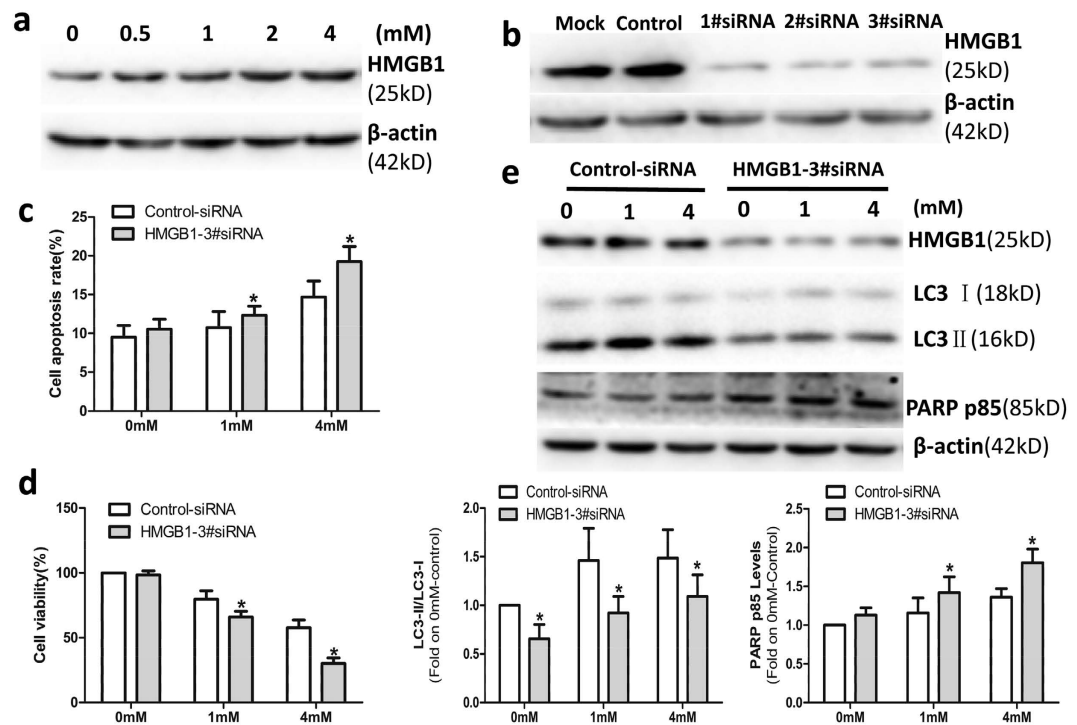 a
0 0.5 1 2 4 (mM)
HMGB1
(25kD)
β-actin
(42kD)
b
Mock Control 1#siRNA 2#siRNA 3#siRNA
HMGB1
(25kD)
β-actin
(42kD)
c
Control-siRNA
HMGB1-3#siRNA
Cell apoptosis rate(%)
25
20
15
10
5
0
* *
0mM 1mM 4mM
d
Control-siRNA
HMGB1-3#siRNA
Cell viability(%)
150
100
50
0
* *
0mM 1mM 4mM
e
Control-siRNA HMGB1-3#siRNA
0 1 4 0 1 4 (mM)
HMGB1(25kD)
LC3 Ⅰ (18kD)
LC3 Ⅱ (16kD)
PARP p85(85kD)
β-actin(42kD)
Control-siRNA
HMGB1-3#siRNA
LC3-II/LC3-I
(Fold on 0mM-control)
2.0
1.5
1.0
0.5
0.0
* * *
0mM 1mM 4mM
Control-siRNA
HMGB1-3#siRNA
PARP p85 Levels
(Fold on 0mM-Control)
2.5
2.0
1.5
1.0
0.5
0.0
* *
0mM 1mM 4mM